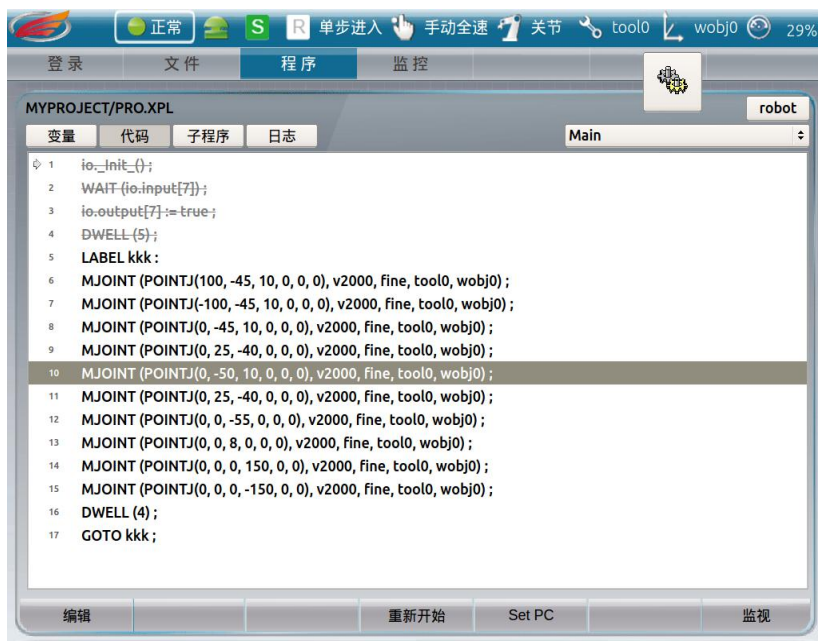 正常 S R 单步进入 手动全速 关节 tool0 wobj0 29%
登录 文件 程序 监控
MYPROJECT/PRO.XPL robot
变量 代码 子程序 日志 Main
1 io._Init_() ;
2 WAIT (io.input[7]) ;
3 io.output[7] := true ;
4 DWELL (5) ;
5 LABEL kkk :
6 MJOINT (POINTJ(100, -45, 10, 0, 0, 0), v2000, fine, tool0, wobj0) ;
7 MJOINT (POINTJ(-100, -45, 10, 0, 0, 0), v2000, fine, tool0, wobj0) ;
8 MJOINT (POINTJ(0, -45, 10, 0, 0, 0), v2000, fine, tool0, wobj0) ;
9 MJOINT (POINTJ(0, 25, -40, 0, 0, 0), v2000, fine, tool0, wobj0) ;
10 MJOINT (POINTJ(0, -50, 10, 0, 0, 0), v2000, fine, tool0, wobj0) ;
11 MJOINT (POINTJ(0, 25, -40, 0, 0, 0), v2000, fine, tool0, wobj0) ;
12 MJOINT (POINTJ(0, 0, -55, 0, 0, 0), v2000, fine, tool0, wobj0) ;
13 MJOINT (POINTJ(0, 0, 8, 0, 0, 0), v2000, fine, tool0, wobj0) ;
14 MJOINT (POINTJ(0, 0, 0, 150, 0, 0), v2000, fine, tool0, wobj0) ;
15 MJOINT (POINTJ(0, 0, 0, -150, 0, 0), v2000, fine, tool0, wobj0) ;
16 DWELL (4) ;
17 GOTO kkk ;
编辑 重新开始 Set PC 监视